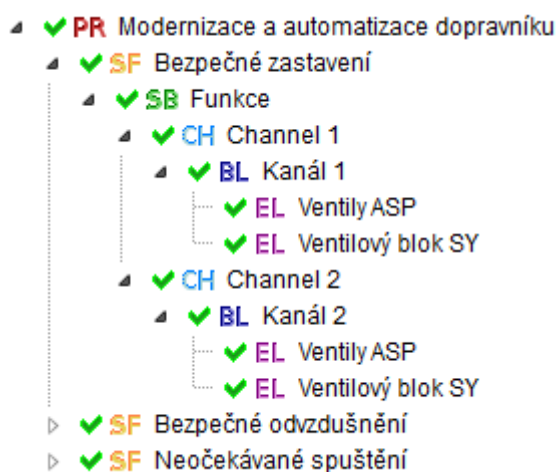 PR Modernizace a automatizace dopravníku
SF Bezpečné zastavení
SB Funkce
CH Channel 1
BL Kanál 1
EL Ventily ASP
EL Ventilový blok SY
CH Channel 2
BL Kanál 2
EL Ventily ASP
EL Ventilový blok SY
SF Bezpečné odvzdušnění
SF Neočekávané spuštění